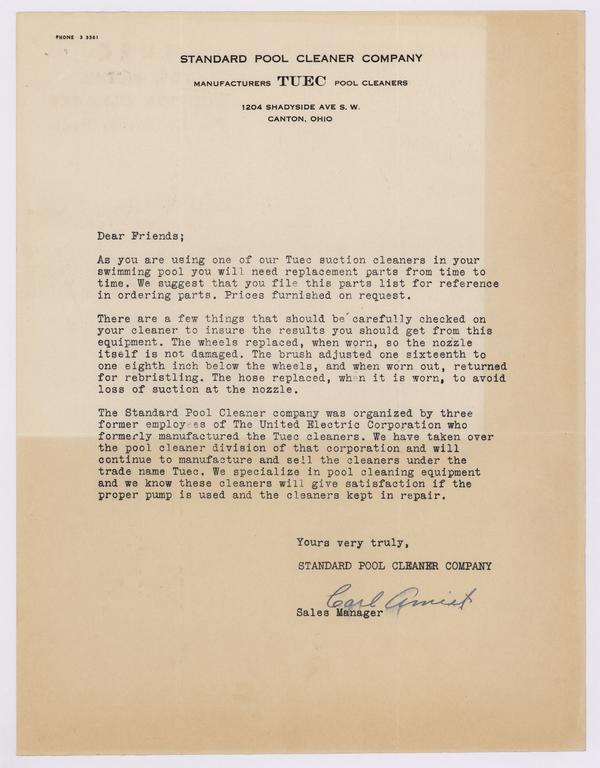 PHONE 3 3561
STANDARD POOL CLEANER COMPANY
MANUFACTURERS TUEC POOL CLEANERS
1204 SHADYSIDE AVE S. W.
CANTON, OHIO
Dear Friends;
As you are using one of our Tuec suction cleaners in your
swimming pool you will need replacement parts from time to
time. We suggest that you file this parts list for reference
in ordering parts. Prices furnished on request.
There are a few things that should be carefully checked on
your cleaner to insure the results you should get from this
equipment. The wheels replaced, when worn, so the nozzle
itself is not damaged. The brush adjusted one sixteenth to
one eighth inch below the wheels, and when worn out, returned
for rebristling. The hose replaced, when it is worn, to avoid
loss of suction at the nozzle.
The Standard Pool Cleaner company was organized by three
former employees of The United Electric Corporation who
formerly manufactured the Tuec cleaners. We have taken over
the pool cleaner division of that corporation and will
continue to manufacture and sell the cleaners under the
trade name Tuec. We specialize in pool cleaning equipment
and we know these cleaners will give satisfaction if the
proper pump is used and the cleaners kept in repair.
Yours very truly,
STANDARD POOL CLEANER COMPANY
Carl
Sales Manager